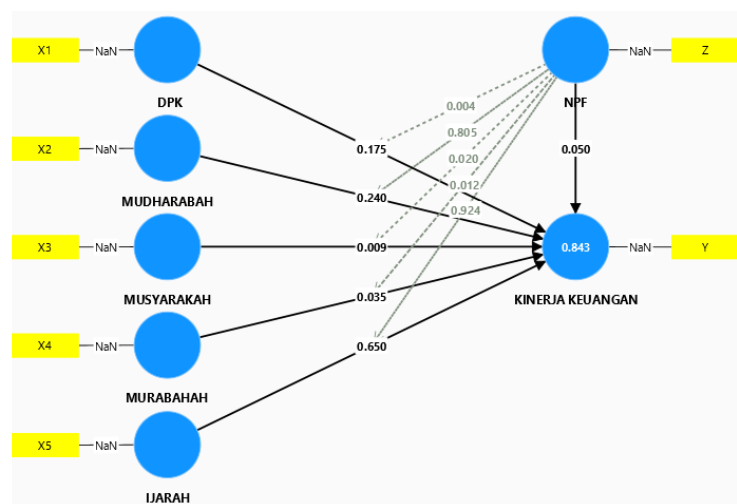 X1
NaN
DPK
NaN
Z
NPF
0.004
0.175
0.805
0.050
X2
NaN
MUDHARABAH
0.020
0.240
0.012
0.924
X3
NaN
MUSYARAKAH
0.009
0.843
NaN
Y
KINERJA KEUANGAN
0.035
X4
NaN
MURABAHAH
0.650
X5
NaN
IJARAH